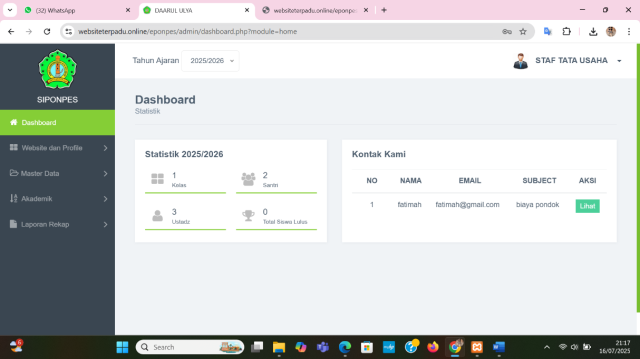 (32) WhatsApp
DAARUL ULYA
websiteterpadu.online/eponpes
websiteterpadu.online/eponpes/admin/dashboard.php?module=home
SIPONPES
Tahun Ajaran 2025/2026
STAF TATA USAHA
Dashboard
Website dan Profile
Master Data
Akademik
Laporan Rekap
Dashboard
Statistik
Statistik 2025/2026
1
Kelas
2
Santri
3
Ustadz
0
Total Siswa Lulus
Kontak Kami
NO NAMA EMAIL SUBJECT AKSI
1 fatimah fatimah@gmail.com biaya pondok Lihat
6
Search
21:17
16/07/2025